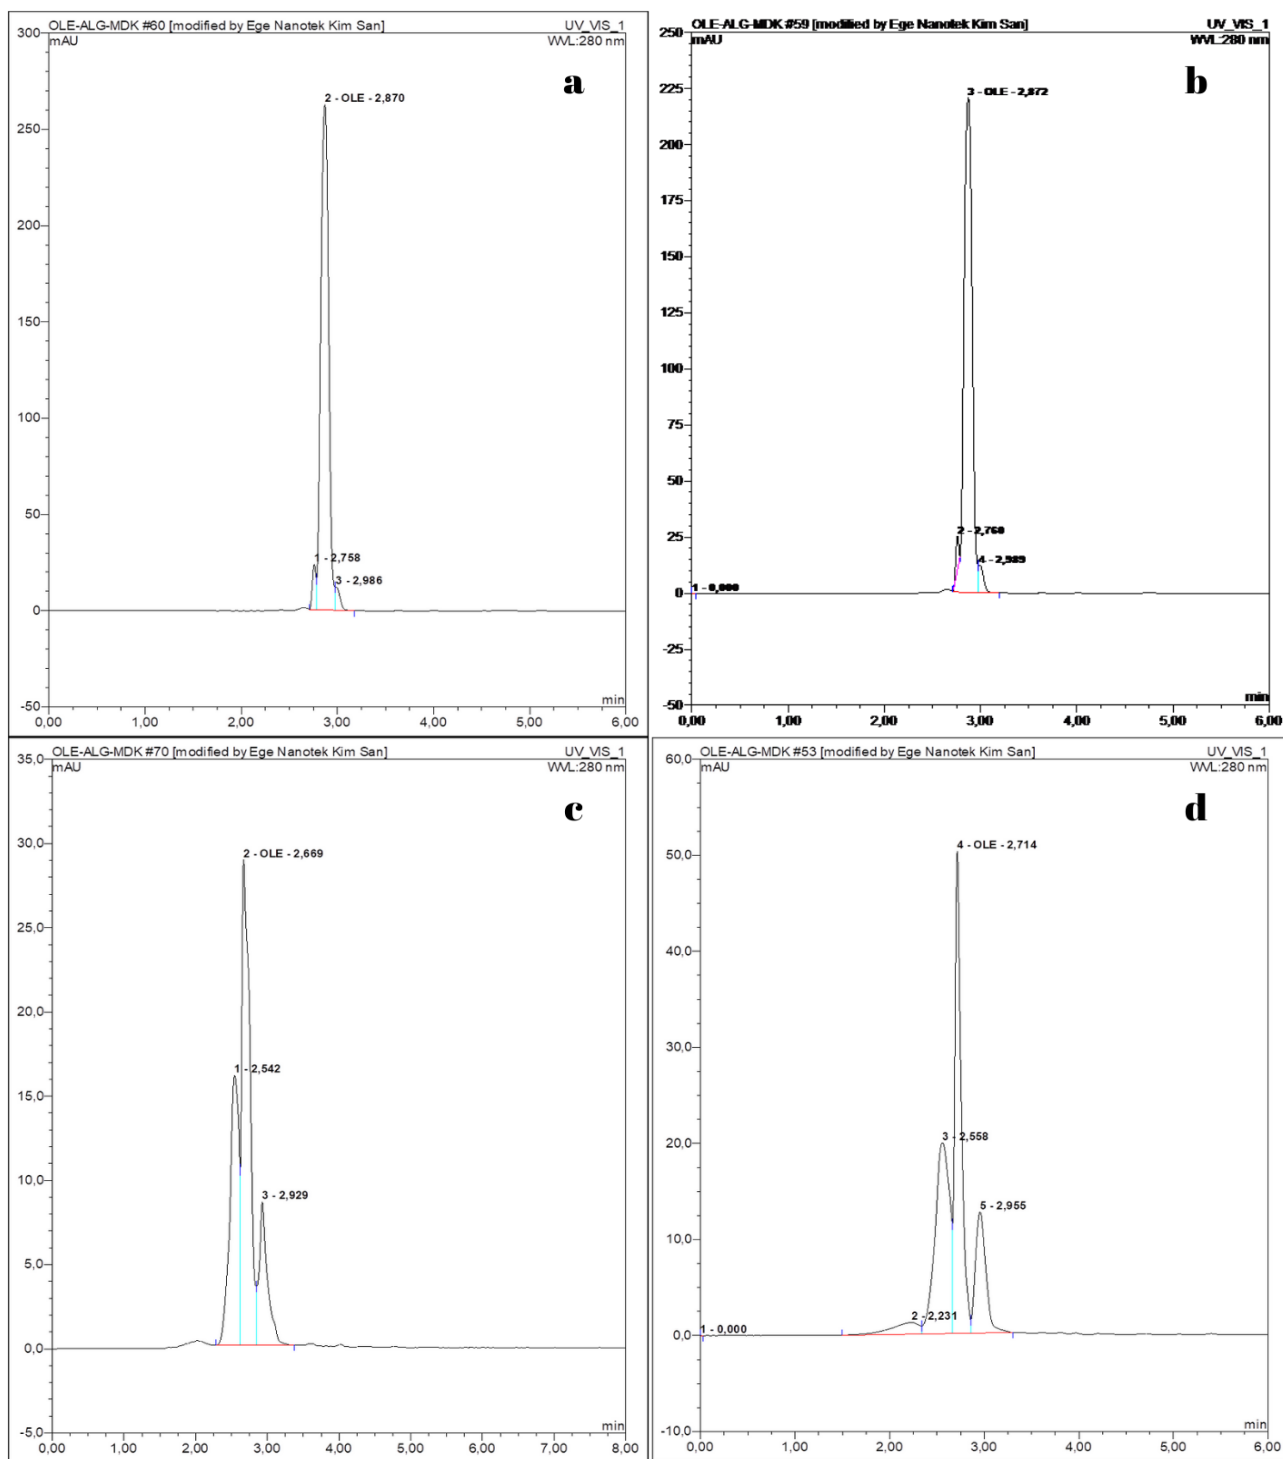 OLE-ALG-MDK #60 [modified by Ege Nanotek Kim San] UV_VIS_1
mAU WVL:280 nm
a
2 - OLE - 2,870
1 - 2,758
3 - 2,986
300
250
200
150
100
50
0
-50
min
0,00 1,00 2,00 3,00 4,00 5,00 6,00
OLE-ALG-MDK #59 [modified by Ege Nanotek Kim San] UV_VIS_1
mAU WVL:280 nm
b
3 - OLE - 2,872
2 - 2,760
4 - 2,989
1 - 0,000
250
225
200
175
150
125
100
75
50
25
0
-25
-50
min
0,00 1,00 2,00 3,00 4,00 5,00 6,00
OLE-ALG-MDK #70 [modified by Ege Nanotek Kim San] UV_VIS_1
mAU WVL:280 nm
c
2 - OLE - 2,669
1 - 2,542
3 - 2,929
35,0
30,0
25,0
20,0
15,0
10,0
5,0
0,0
-5,0
min
0,00 1,00 2,00 3,00 4,00 5,00 6,00 7,00 8,00
OLE-ALG-MDK #53 [modified by Ege Nanotek Kim San] UV_VIS_1
mAU WVL:280 nm
d
4 - OLE - 2,714
3 - 2,558
5 - 2,955
2 - 2,231
1 - 0,000
60,0
50,0
40,0
30,0
20,0
10,0
0,0
-10,0
min
0,00 1,00 2,00 3,00 4,00 5,00 6,00